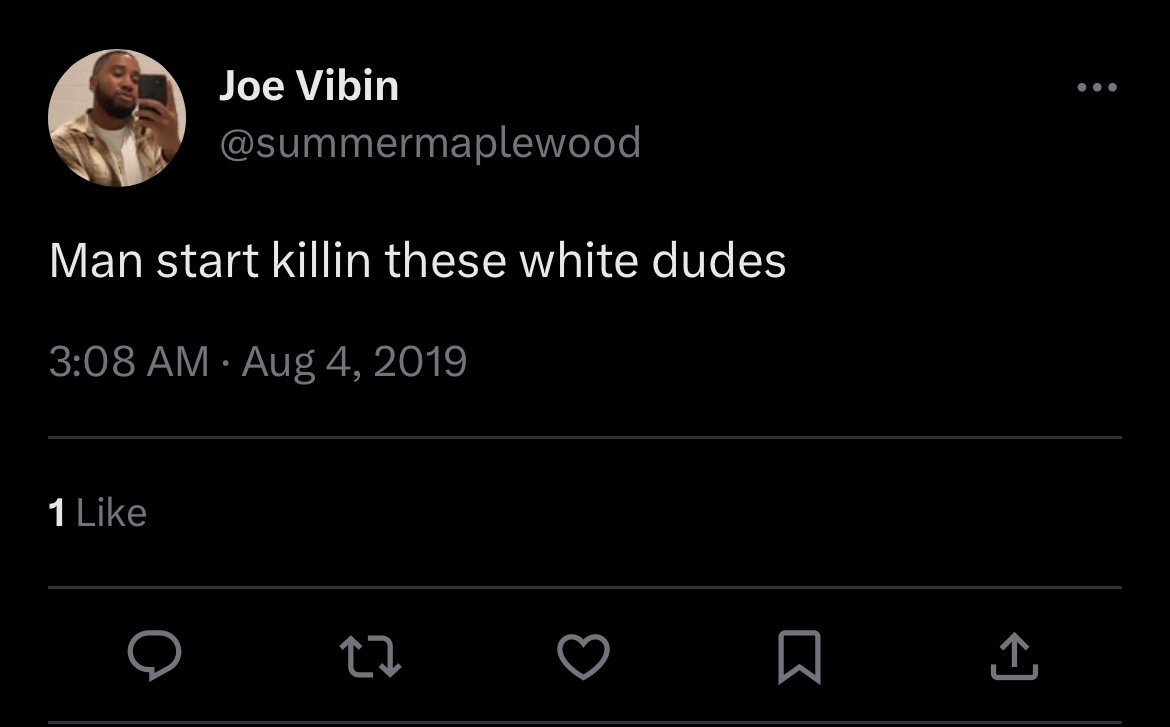 Joe Vibin
@summermaplewood
Man start killin these white dudes
3:08 AM · Aug 4, 2019
1 Like